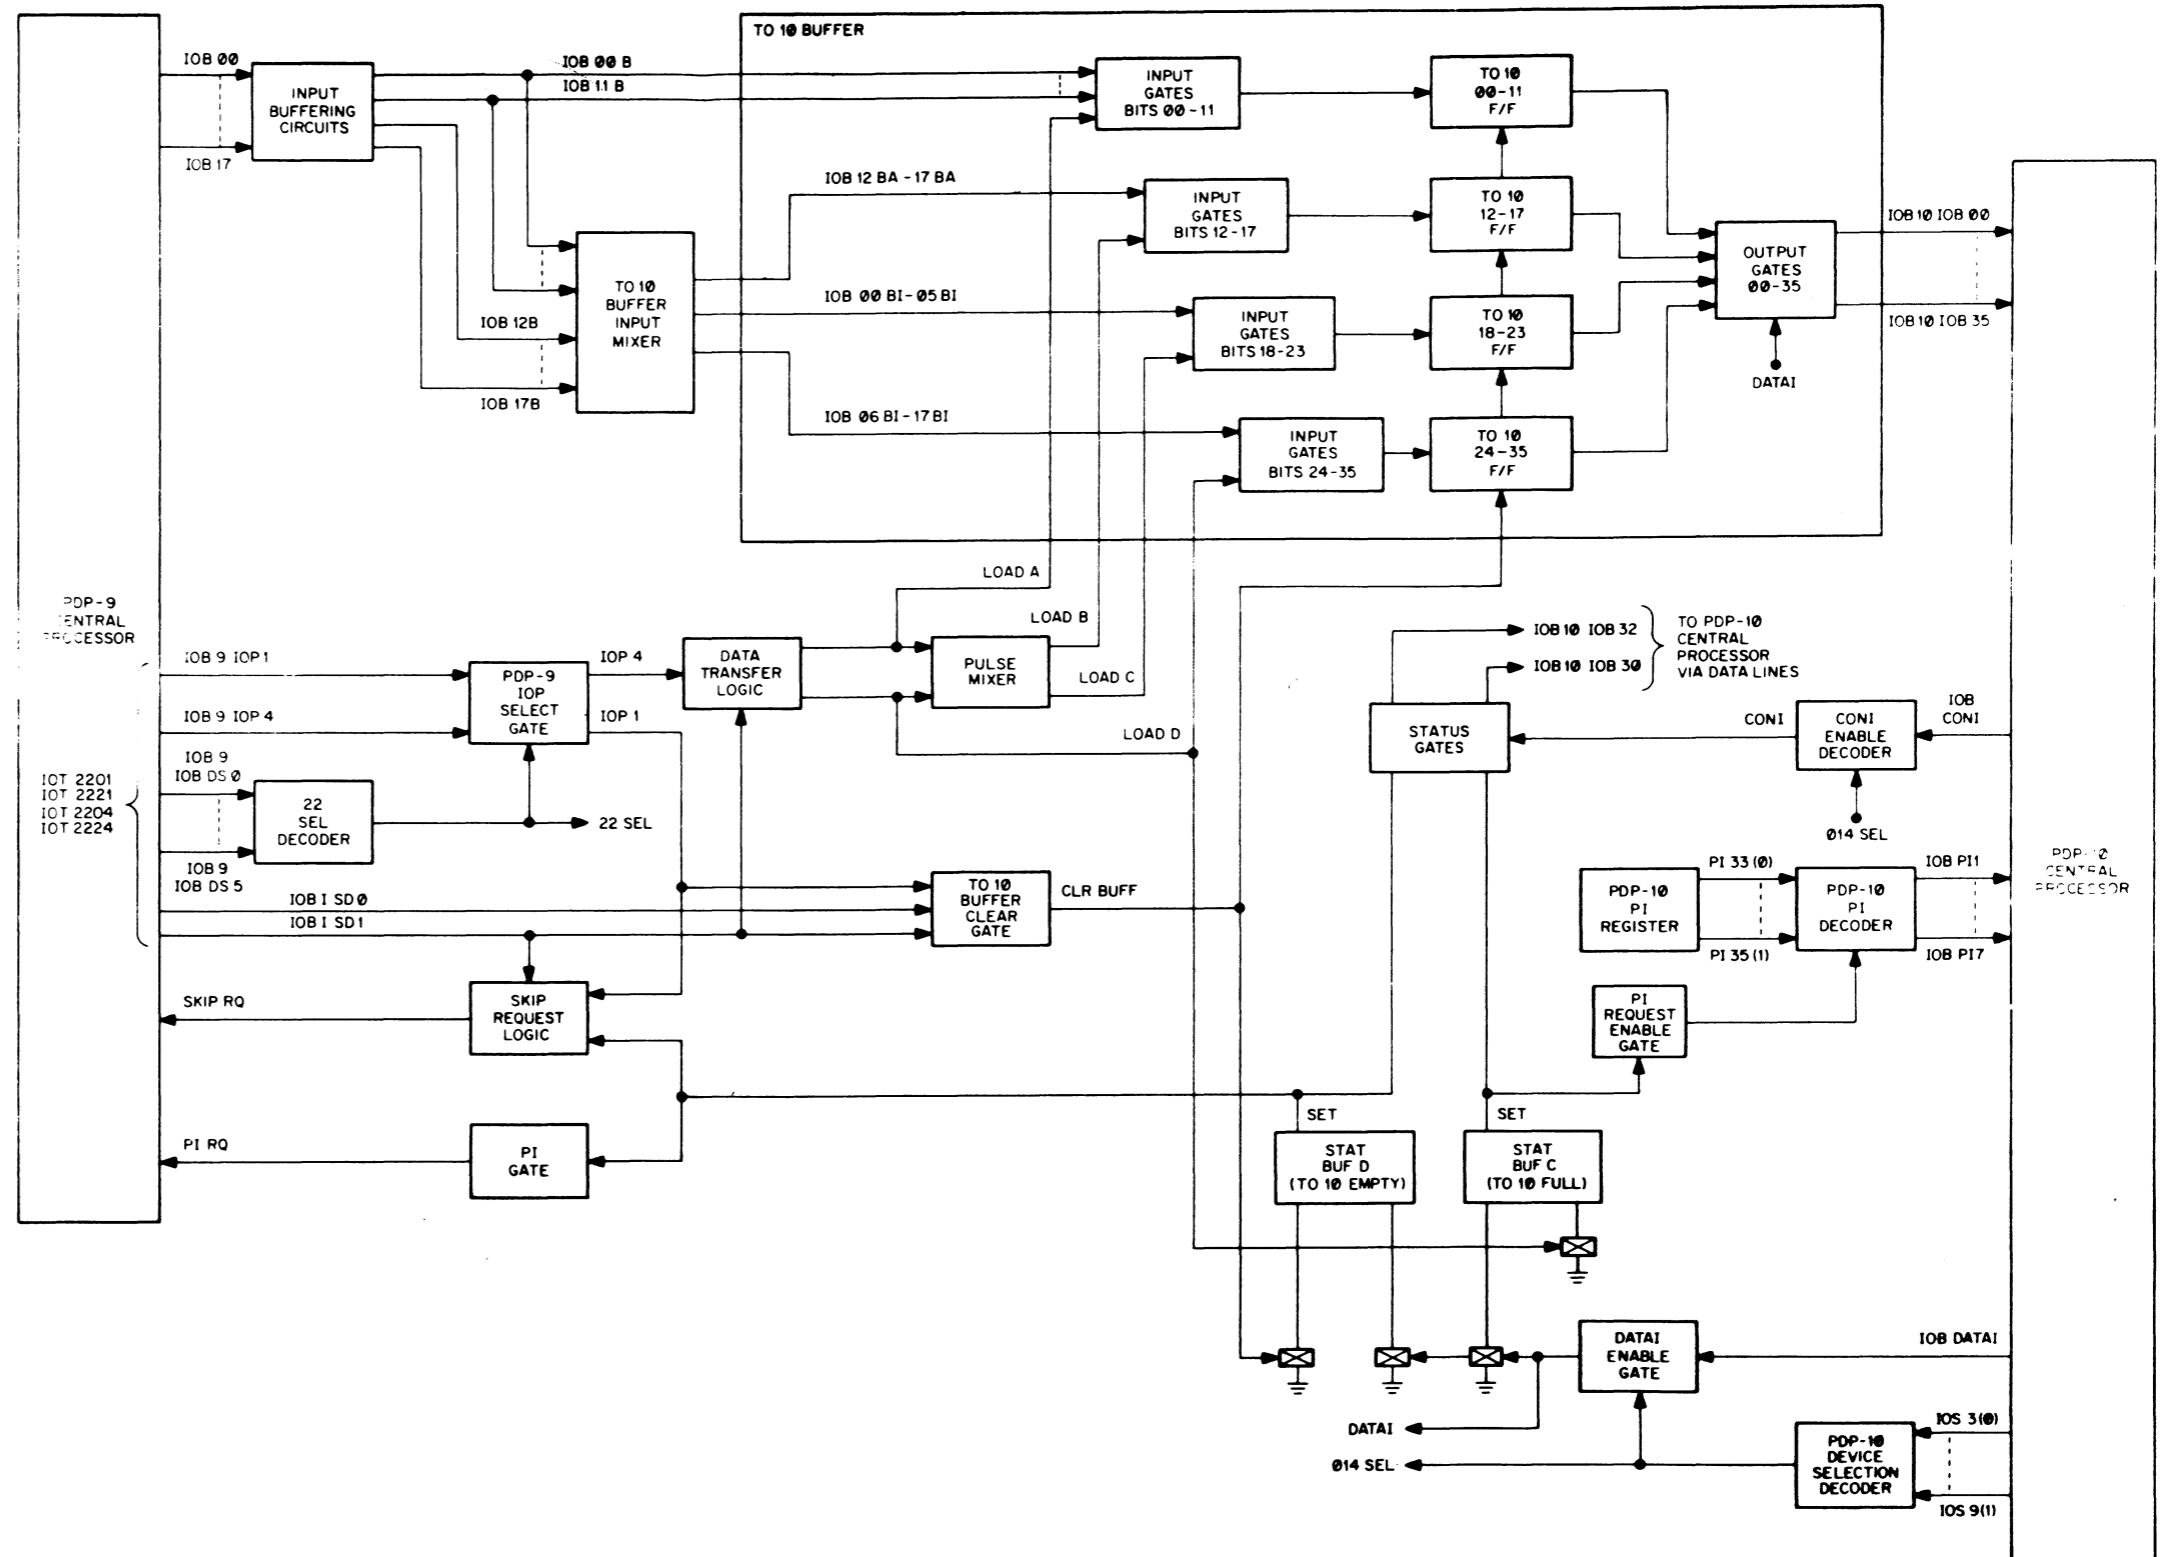 TO 10 BUFFER
IOB 00
IOB 17
INPUT
BUFFERING
CIRCUITS
IOB 00 B
IOB 11 B
INPUT
GATES
BITS 00-11
TO 10
00-11
F/F
IOB 12 BA - 17 BA
INPUT
GATES
BITS 12-17
TO 10
12-17
F/F
TO 10
BUFFER
INPUT
MIXER
IOB 12B
IOB 17B
IOB 00 BI - 05 BI
INPUT
GATES
BITS 18-23
TO 10
18-23
F/F
IOB 06 BI - 17 BI
INPUT
GATES
BITS 24-35
TO 10
24-35
F/F
OUTPUT
GATES
00-35
DATAI
IOB 10 IOB 00
IOB 10 IOB 35
PDP-9
CENTRAL
PROCESSOR
LOAD A
LOAD B
LOAD C
LOAD D
IOB 9 IOP 1
IOB 9 IOP 4
PDP-9
IOP
SELECT
GATE
IOP 4
IOP 1
DATA
TRANSFER
LOGIC
PULSE
MIXER
IOB 10 IOB 32
IOB 10 IOB 30
TO PDP-10
CENTRAL
PROCESSOR
VIA DATA LINES
STATUS
GATES
CONI
CONI
ENABLE
DECODER
IOB
CONI
014 SEL
IOT 2201
IOT 2221
IOT 2204
IOT 2224
IOB 9
IOB DS 0
IOB 9
IOB DS 5
22
SEL
DECODER
22 SEL
IOB I SD 0
IOB I SD 1
TO 10
BUFFER
CLEAR
GATE
CLR BUFF
PDP-10
PI
REGISTER
PI 33 (0)
PI 35 (1)
PDP-10
PI
DECODER
IOB PI1
IOB PI7
PDP-10
CENTRAL
PROCESSOR
PI
REQUEST
ENABLE
GATE
SKIP RQ
SKIP
REQUEST
LOGIC
PI RQ
PI
GATE
SET
STAT
BUF D
(TO 10 EMPTY)
SET
STAT
BUF C
(TO 10 FULL)
DATAI
ENABLE
GATE
IOB DATAI
DATAI
014 SEL
PDP-10
DEVICE
SELECTION
DECODER
IOS 3(0)
IOS 9(1)